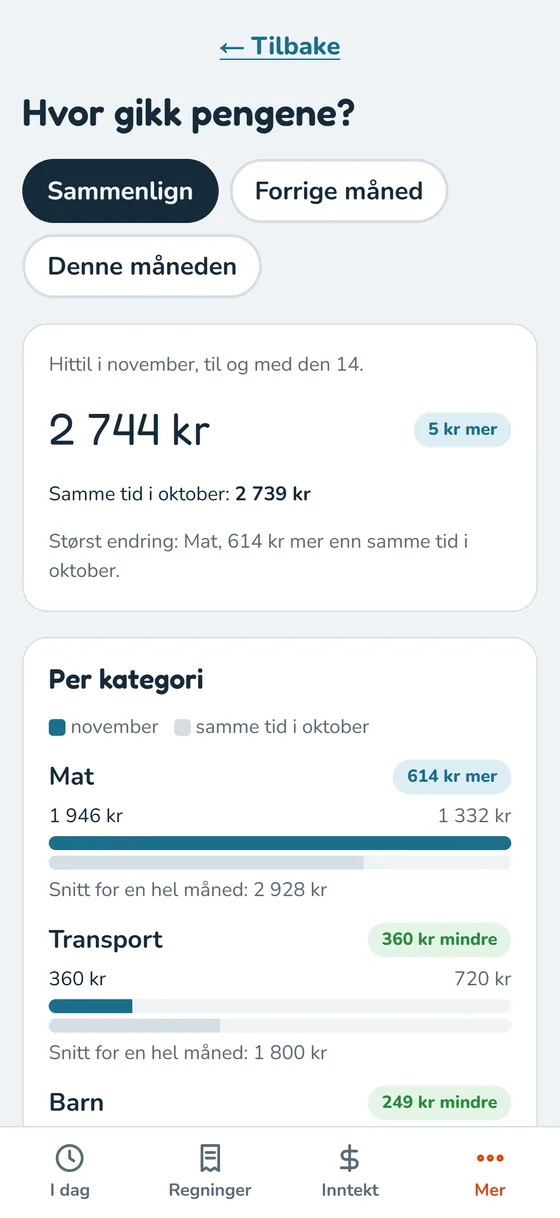 ← Tilbake
Hvor gikk pengene?
Sammenlign
Forrige måned
Denne måneden
Hittil i november, til og med den 14.
2 744 kr
5 kr mer
Samme tid i oktober: 2 739 kr
Størst endring: Mat, 614 kr mer enn samme tid i
oktober.
Per kategori
november
samme tid i oktober
Mat
614 kr mer
1 946 kr
1 332 kr
Snitt for en hel måned: 2 928 kr
Transport
360 kr mindre
360 kr
720 kr
Snitt for en hel måned: 1 800 kr
Barn
249 kr mindre
I dag
Regninger
Inntekt
Mer